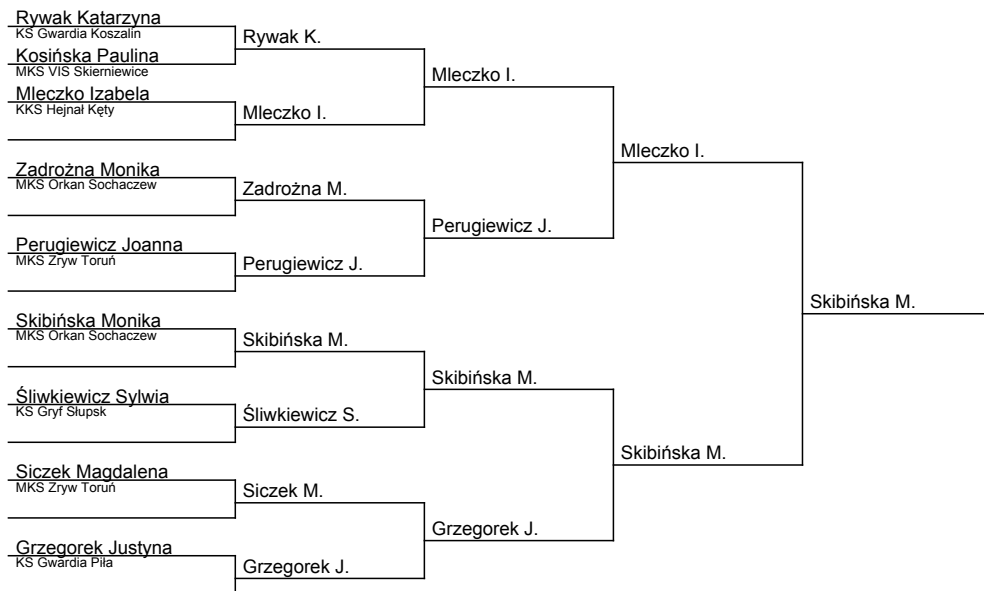 Rywak Katarzyna
KS Gwardia Koszalin
Rywak K.
Kosińska Paulina
MKS VIS Skierniewice
Mleczko I.
Mleczko Izabela
KKS Hejnał Kęty
Mleczko I.
Mleczko I.
Zadrożna Monika
MKS Orkan Sochaczew
Zadrożna M.
Perugiewicz J.
Perugiewicz Joanna
MKS Zryw Toruń
Perugiewicz J.
Skibińska M.
Skibińska Monika
MKS Orkan Sochaczew
Skibińska M.
Skibińska M.
Śliwkiewicz Sylwia
KS Gryf Słupsk
Śliwkiewicz S.
Skibińska M.
Siczek Magdalena
MKS Zryw Toruń
Siczek M.
Grzegorek J.
Grzegorek Justyna
KS Gwardia Piła
Grzegorek J.